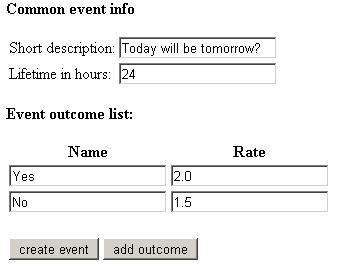 Common event info
Short description: Today will be tomorrow?
Lifetime in hours: 24
Event outcome list:
Name Rate
Yes 2.0
No 1.5
create event add outcome